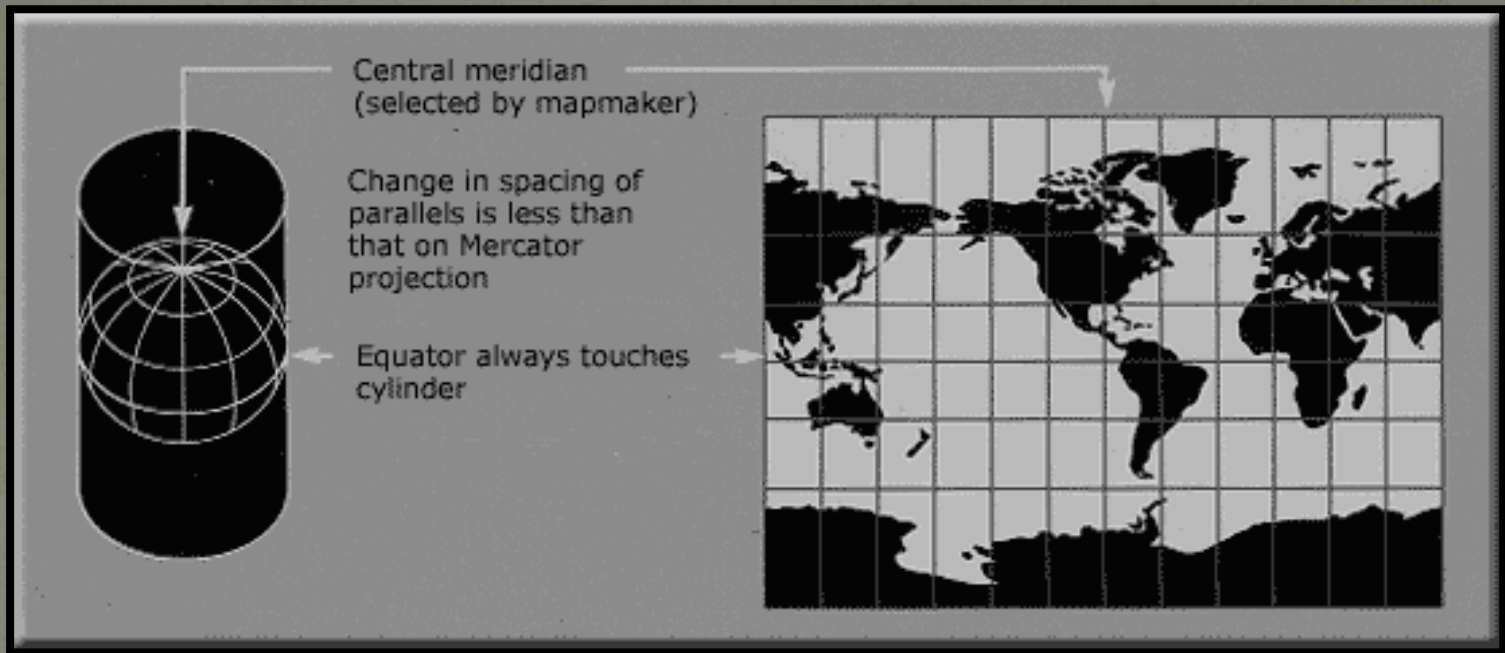 Central meridian
(selected by mapmaker)
Change in spacing of
parallels is less than
that on Mercator
projection
Equator always touches
cylinder